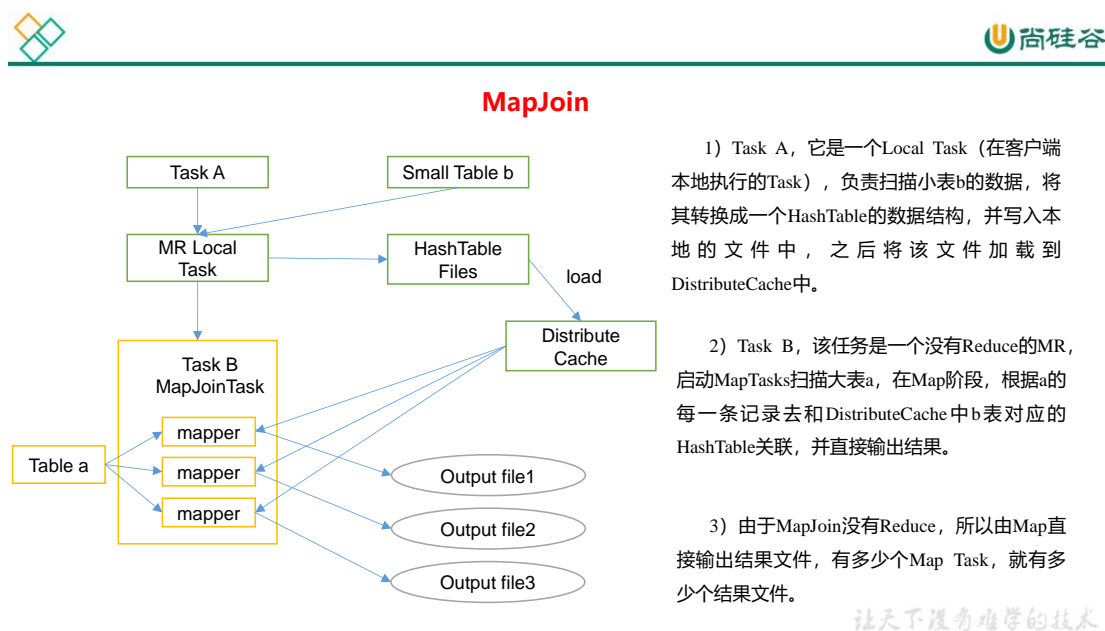 尚硅谷
MapJoin
Task A
Small Table b
MR Local
Task
HashTable
Files
load
Distribute
Cache
Task B
MapJoinTask
mapper
mapper
mapper
Table a
Output file1
Output file2
Output file3
1）Task A，它是一个Local Task（在客户端
本地执行的Task），负责扫描小表b的数据，将
其转换成一个HashTable的数据结构，并写入本
地的文件中，之后将该文件加载到
DistributeCache中。
2）Task B，该任务是一个没有Reduce的MR，
启动MapTasks扫描大表a，在Map阶段，根据a的
每一条记录去和DistributeCache中b表对应的
HashTable关联，并直接输出结果。
3）由于MapJoin没有Reduce，所以由Map直
接输出结果文件，有多少个Map Task，就有多
少个结果文件。
让天下没有难学的技术